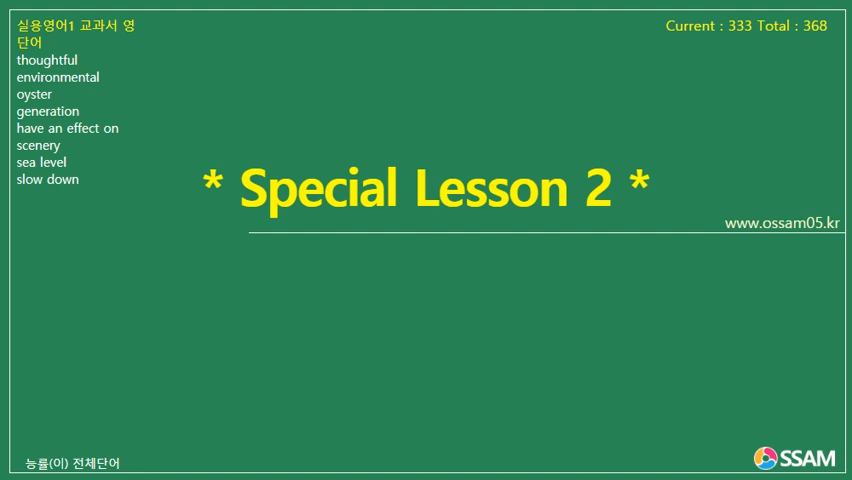 실용영어1 교과서 영
단어
Current : 333 Total : 368
thoughtful
environmental
oyster
generation
have an effect on
scenery
sea level
slow down
* Special Lesson 2 *
www.ossam05.kr
능률(이) 전체단어
OSSAM